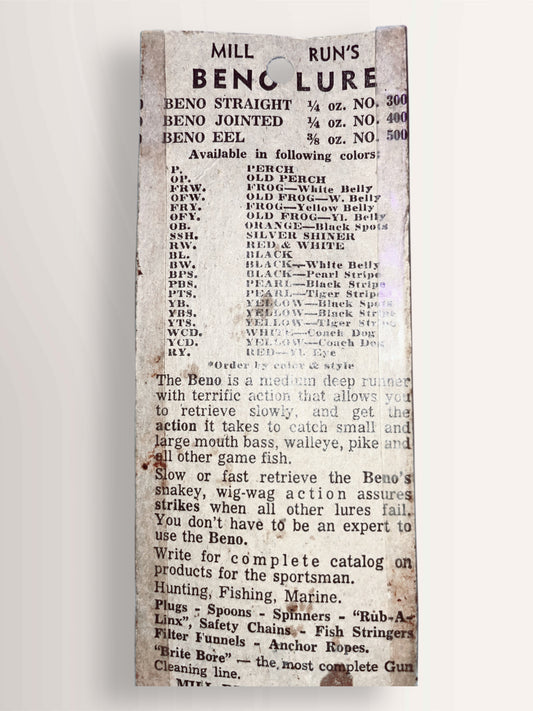 MILL RUN'S
BENO LURE
BENO STRAIGHT ¼ oz. NO. 300
BENO JOINTED ¼ oz. NO. 400
BENO EEL ⅜ oz. NO. 500
Available in following colors:
P. PERCH
OP. OLD PERCH
FRW. FROG—White Belly
OFW. OLD FROG—W. Belly
FRY. FROG—Yellow Belly
OFY. OLD FROG—Yl. Belly
OB. ORANGE—Black Spots
SSH. SILVER SHINER
RW. RED & WHITE
BL. BLACK
BW. BLACK—White Belly
BPS. BLACK—Pearl Stripe
PBS. PEARL—Black Stripe
PTS. PEARL—Tiger Stripe
YB. YELLOW—Black Spots
YBS. YELLOW—Black Stripe
YTS. YELLOW—Tiger Stripe
WCD. WHITE—Coach Dog
YCD. YELLOW—Coach Dog
RY. RED—Yl. Eye
*Order by color & style
The Beno is a medium deep runner
with terrific action that allows you
to retrieve slowly, and get the
action it takes to catch small and
large mouth bass, walleye, pike and
all other game fish.
Slow or fast retrieve the Beno's
snakey, wig-wag action assures
strikes when all other lures fail.
You don't have to be an expert to
use the Beno.
Write for complete catalog on
products for the sportsman.
Hunting, Fishing, Marine.
Plugs - Spoons - Spinners - "Rub-A-
Linx", Safety Chains - Fish Stringers
Filter Funnels - Anchor Ropes.
"Brite Bore" — the most complete Gun
Cleaning line.
MILL